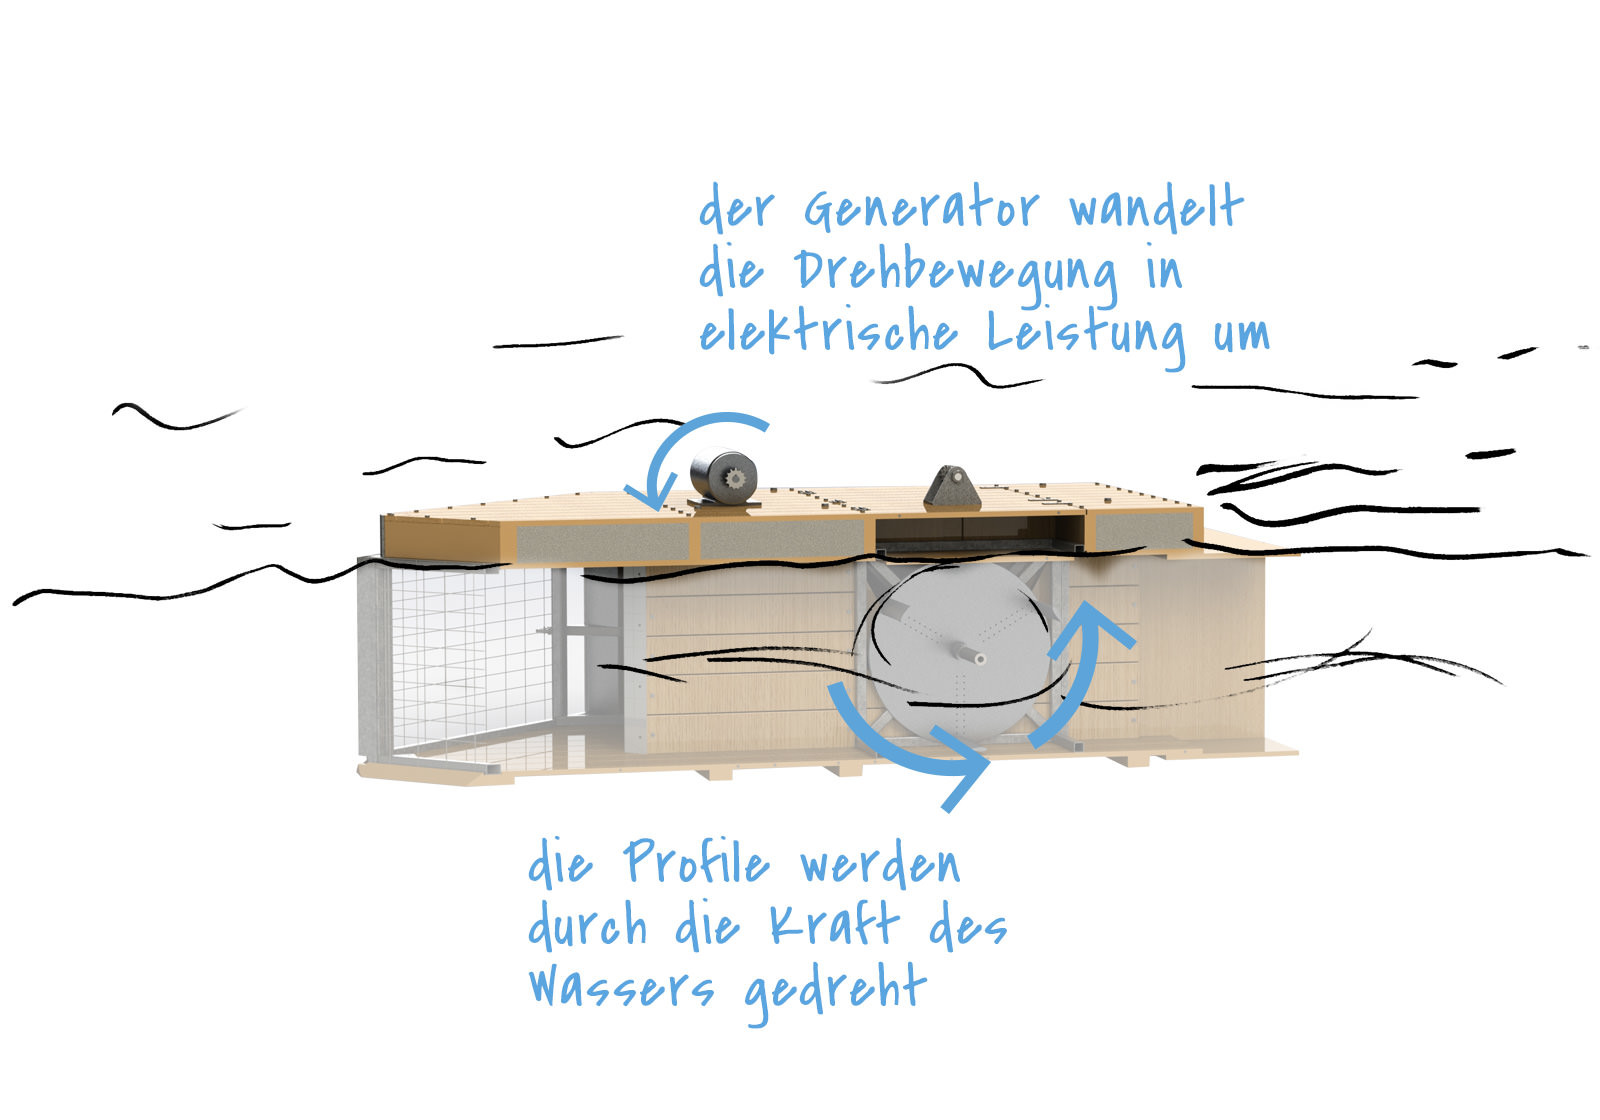 der Generator wandelt
die Drehbewegung in
elektrische Leistung um
die Profile werden
durch die Kraft des
Wassers gedreht